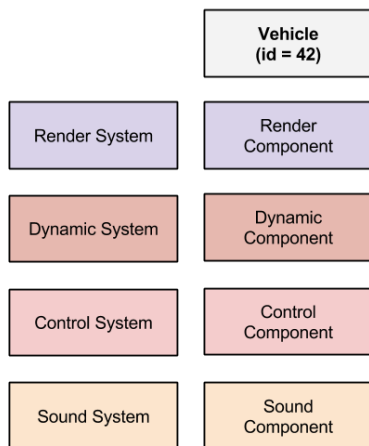 Vehicle
(id = 42)
Render System
Render
Component
Dynamic System
Dynamic
Component
Control System
Control
Component
Sound System
Sound
Component